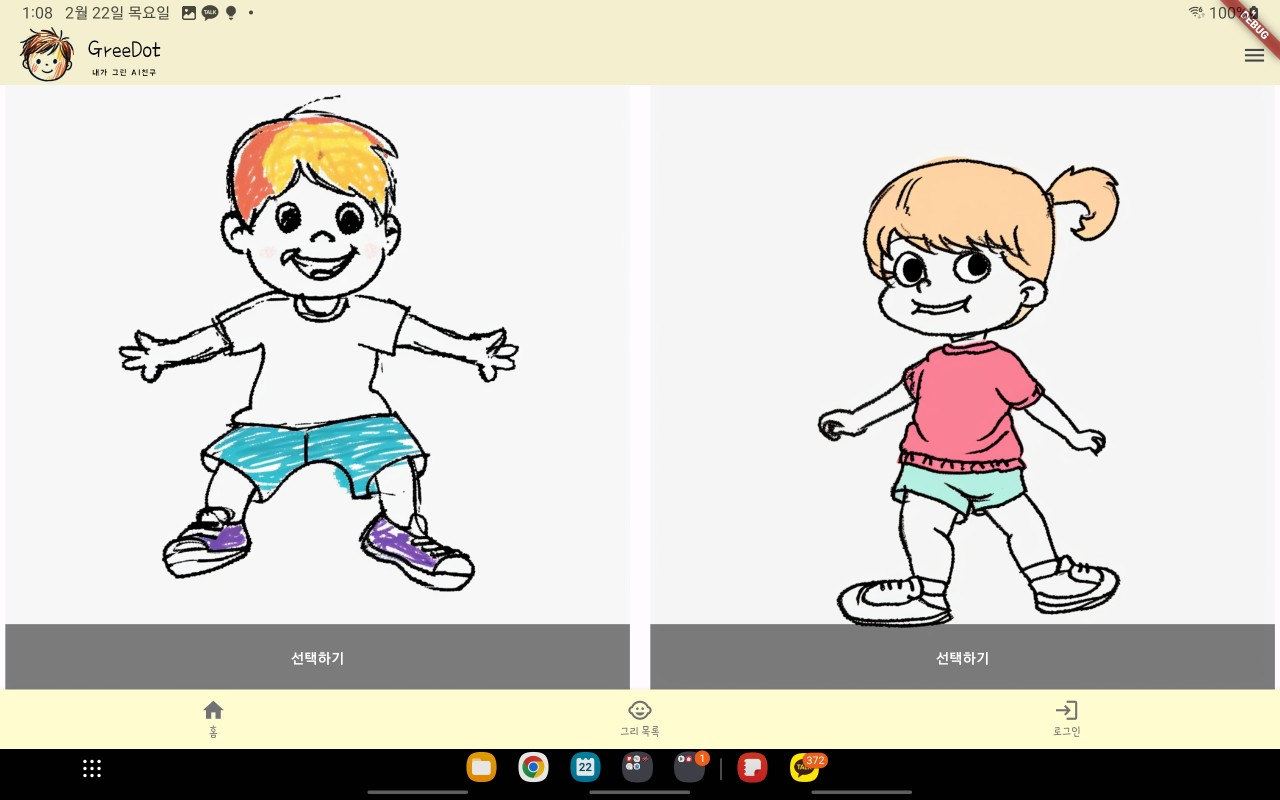 1:08 2월 22일 목요일 TALK 100%
DEBUG
GreeDot
내가 그린 AI친구
선택하기 선택하기
홈 그리 목록 로그인
22 1 TALK 372